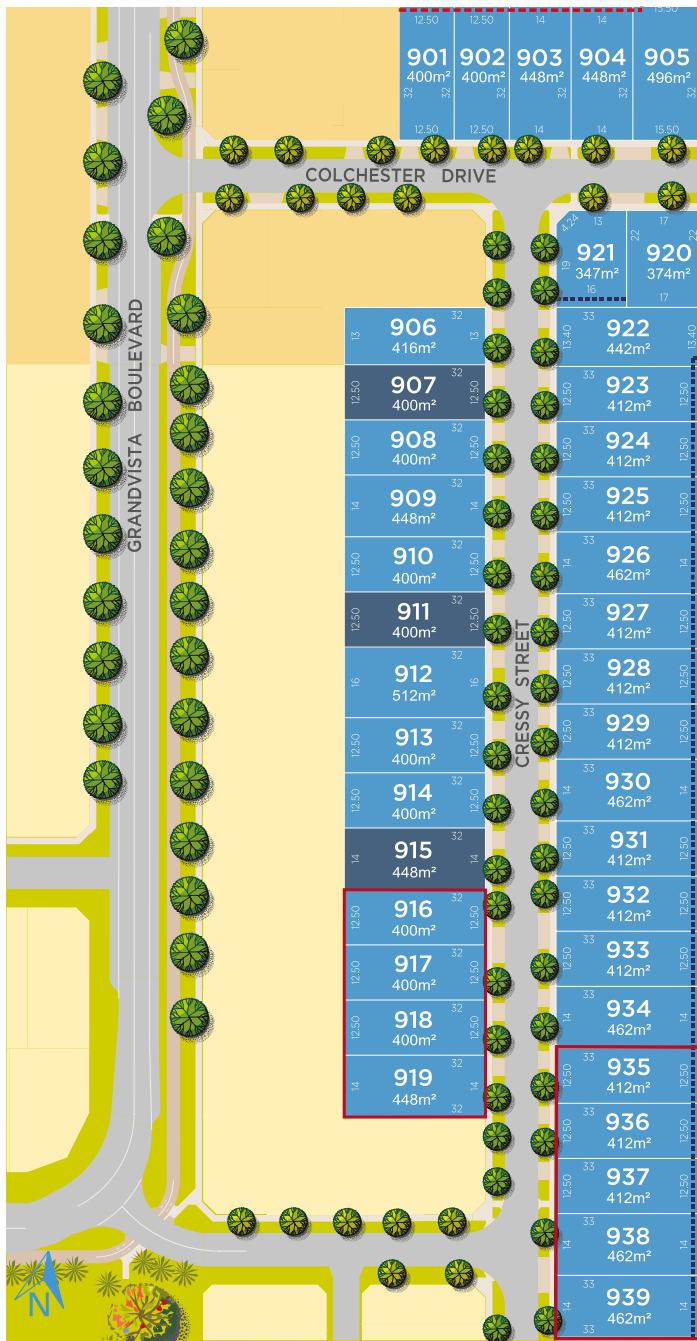 15.50
12.50 12.50 14 14
901 902 903 904 905
400m² 400m² 448m² 448m² 496m²
32 32 32 32
12.50 12.50 14 14 15.50
COLCHESTER DRIVE
4.24 13 17
19 921 22 920 22
347m² 374m²
16 17
GRANDVISTA BOULEVARD
CRESSY STREET
32
13 906
416m²
32
12.50 907 12.50
400m²
32
12.50 908 12.50
400m²
32
14 909 14
448m²
32
12.50 910 12.50
400m²
32
12.50 911 12.50
400m²
32
16 912 16
512m²
32
12.50 913 12.50
400m²
32
12.50 914 12.50
400m²
32
14 915 14
448m²
32
12.50 916 12.50
400m²
32
12.50 917 12.50
400m²
32
12.50 918 12.50
400m²
14 919 14
448m²
32
33
13.40 922 13.40
442m²
33
12.50 923 12.50
412m²
33
12.50 924 12.50
412m²
33
12.50 925 12.50
412m²
33
14 926 14
462m²
33
12.50 927 12.50
412m²
33
12.50 928 12.50
412m²
33
12.50 929 12.50
412m²
33
14 930 14
462m²
33
12.50 931 12.50
412m²
33
12.50 932 12.50
412m²
33
12.50 933 12.50
412m²
33
14 934 14
462m²
33
12.50 935 12.50
412m²
33
12.50 936 12.50
412m²
33
12.50 937 12.50
412m²
33
14 938 14
462m²
33
14 939 14
462m²
33
N